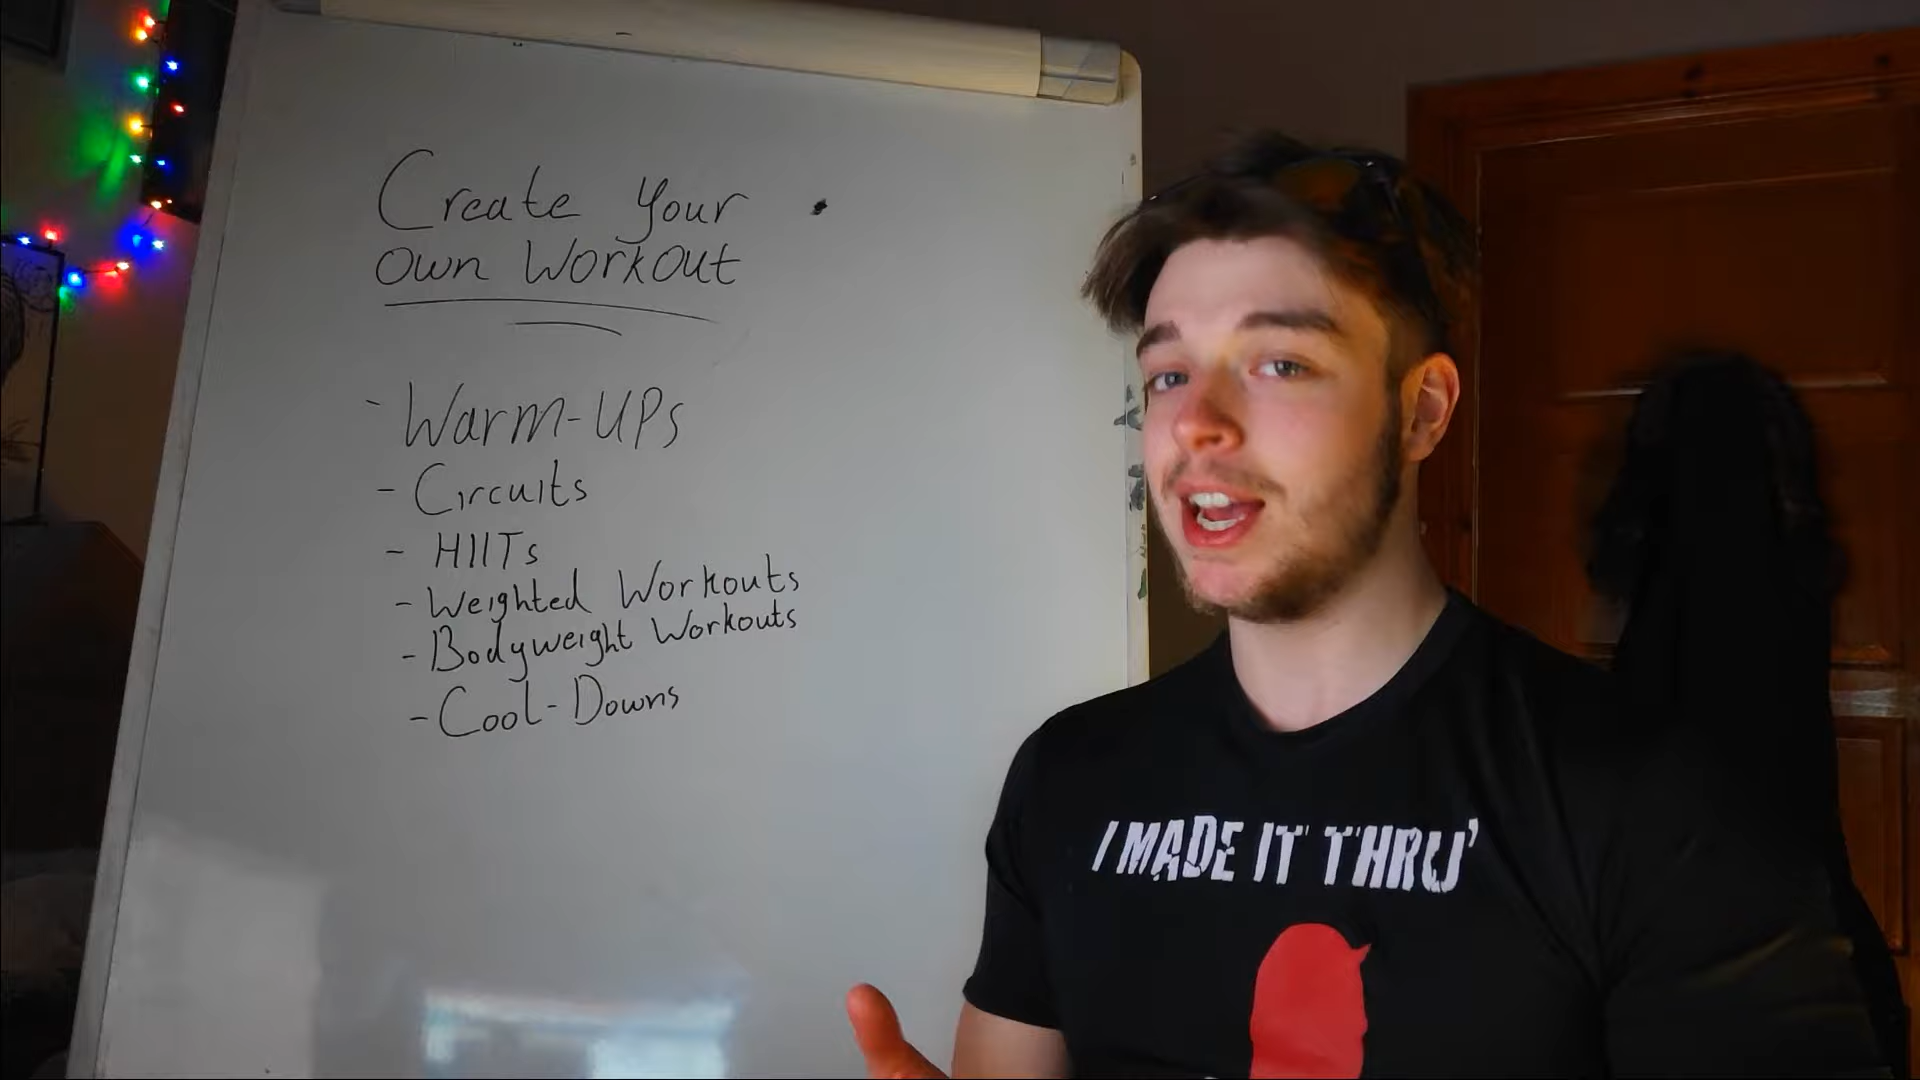 Create Your
Own Workout
- Warm-UPs
- Circuits
- HIITs
- Weighted Workouts
- Bodyweight Workouts
- Cool-Downs
I MADE IT THRU'